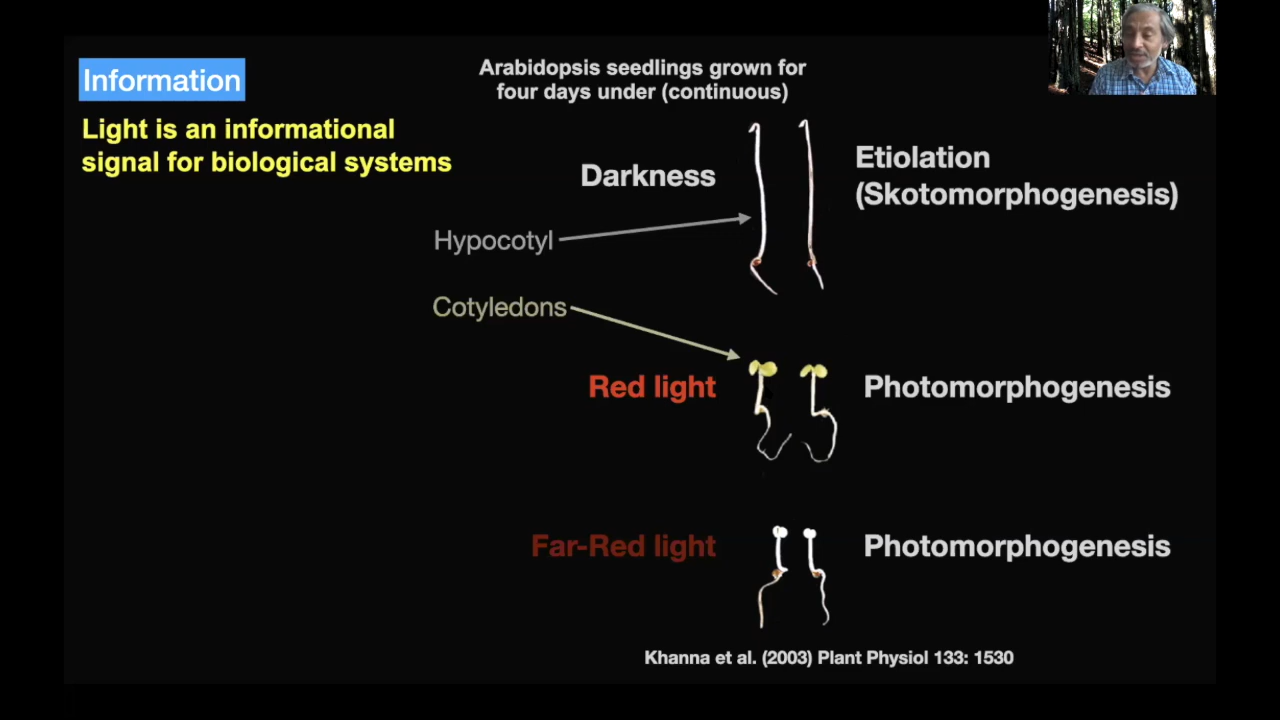 Information
Light is an informational
signal for biological systems
Arabidopsis seedlings grown for
four days under (continuous)
Darkness
Etiolation
(Skotomorphogenesis)
Hypocotyl
Cotyledons
Red light
Photomorphogenesis
Far-Red light
Photomorphogenesis
Khanna et al. (2003) Plant Physiol 133: 1530